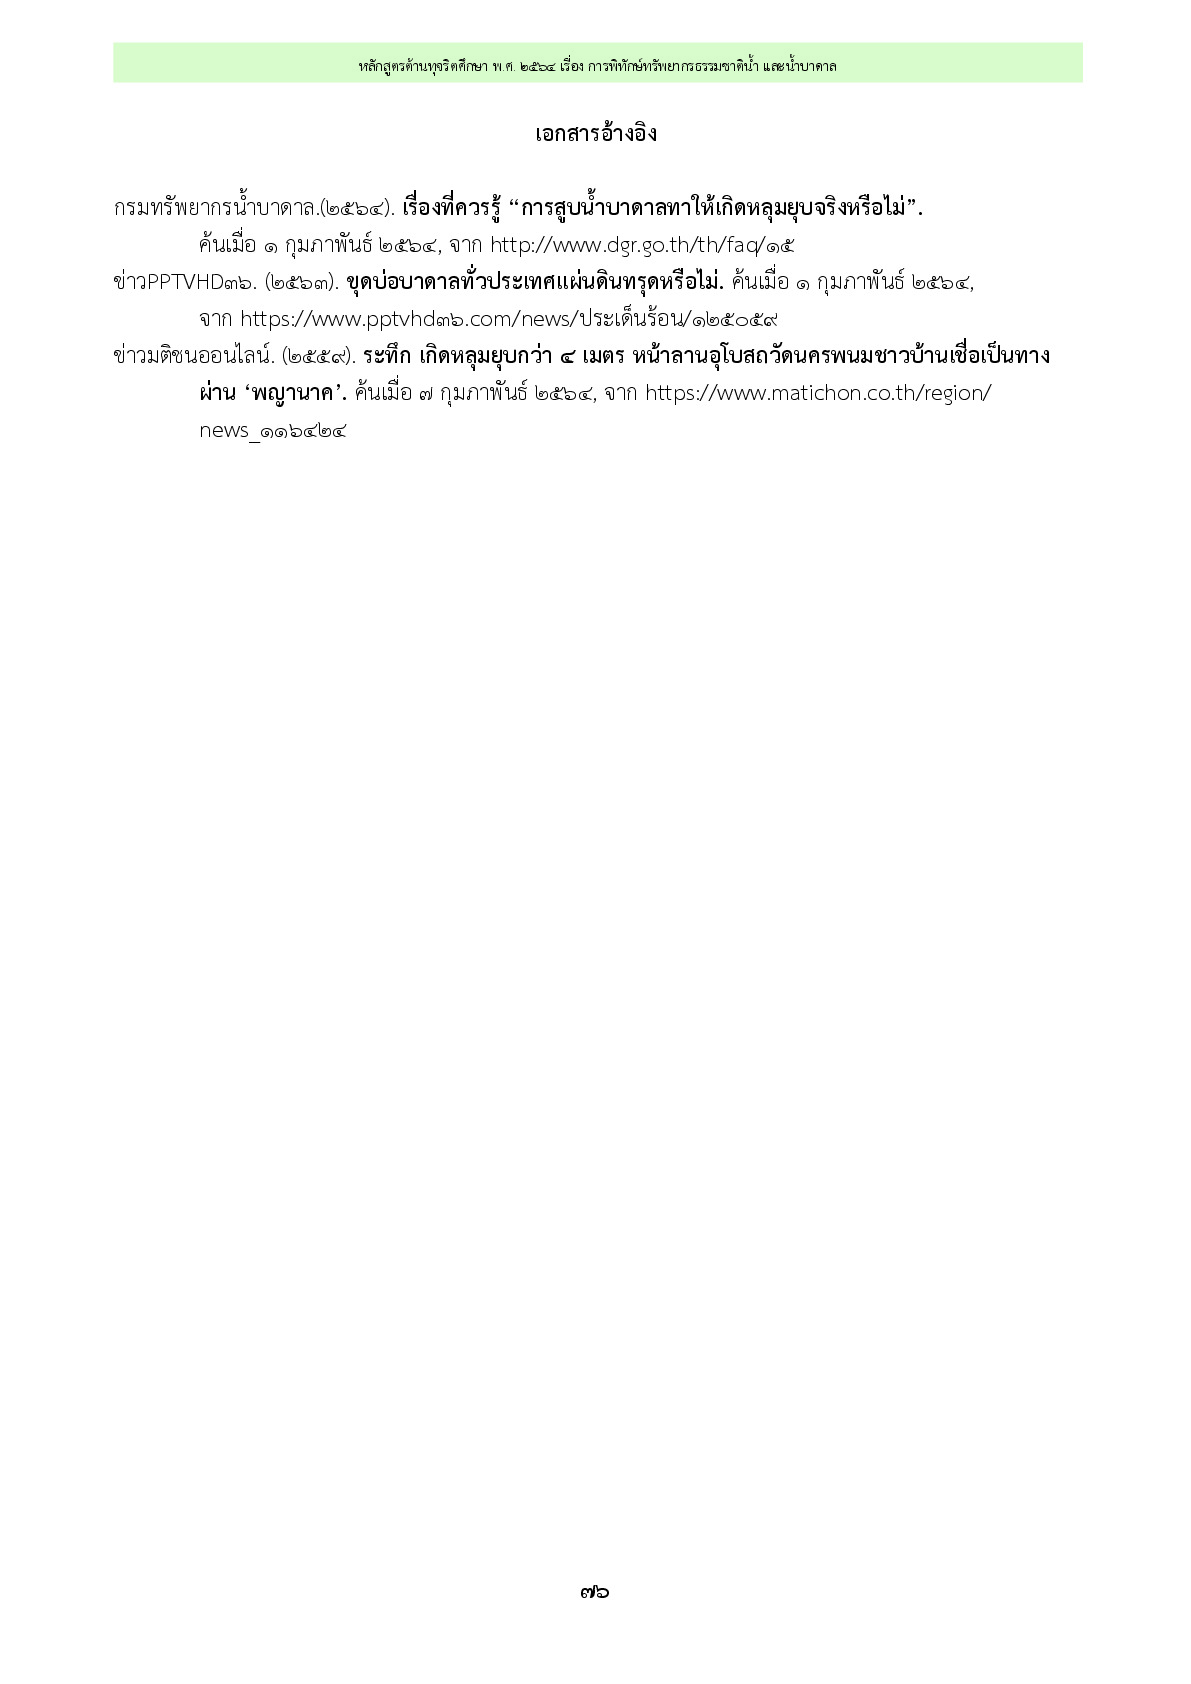 หลักสูตรต้านทุจริตศึกษา พ.ศ. ๒๕๖๔ เรื่อง การพิทักษ์ทรัพยากรธรรมชาติน้ำ และน้ำบาดาล
เอกสารอ้างอิง
กรมทรัพยากรน้ำบาดาล.(๒๕๖๔). เรื่องที่ควรรู้ “การสูบน้ำบาดาลทาให้เกิดหลุมยุบจริงหรือไม่”.
ค้นเมื่อ ๑ กุมภาพันธ์ ๒๕๖๔, จาก http://www.dgr.go.th/th/faq/๑๕
ข่าวPPTVHD๓๖. (๒๕๖๓). ขุดบ่อบาดาลทั่วประเทศแผ่นดินทรุดหรือไม่. ค้นเมื่อ ๑ กุมภาพันธ์ ๒๕๖๔,
จาก https://www.pptvhd๓๖.com/news/ประเด็นร้อน/๑๒๕๐๕๙
ข่าวมติชนออนไลน์. (๒๕๕๙). ระทึก เกิดหลุมยุบกว่า ๔ เมตร หน้าลานอุโบสถวัดนครพนมชาวบ้านเชื่อเป็นทาง
ผ่าน ‘พญานาค’. ค้นเมื่อ ๗ กุมภาพันธ์ ๒๕๖๔, จาก https://www.matichon.co.th/region/
news_๑๑๖๔๒๔
๗๖